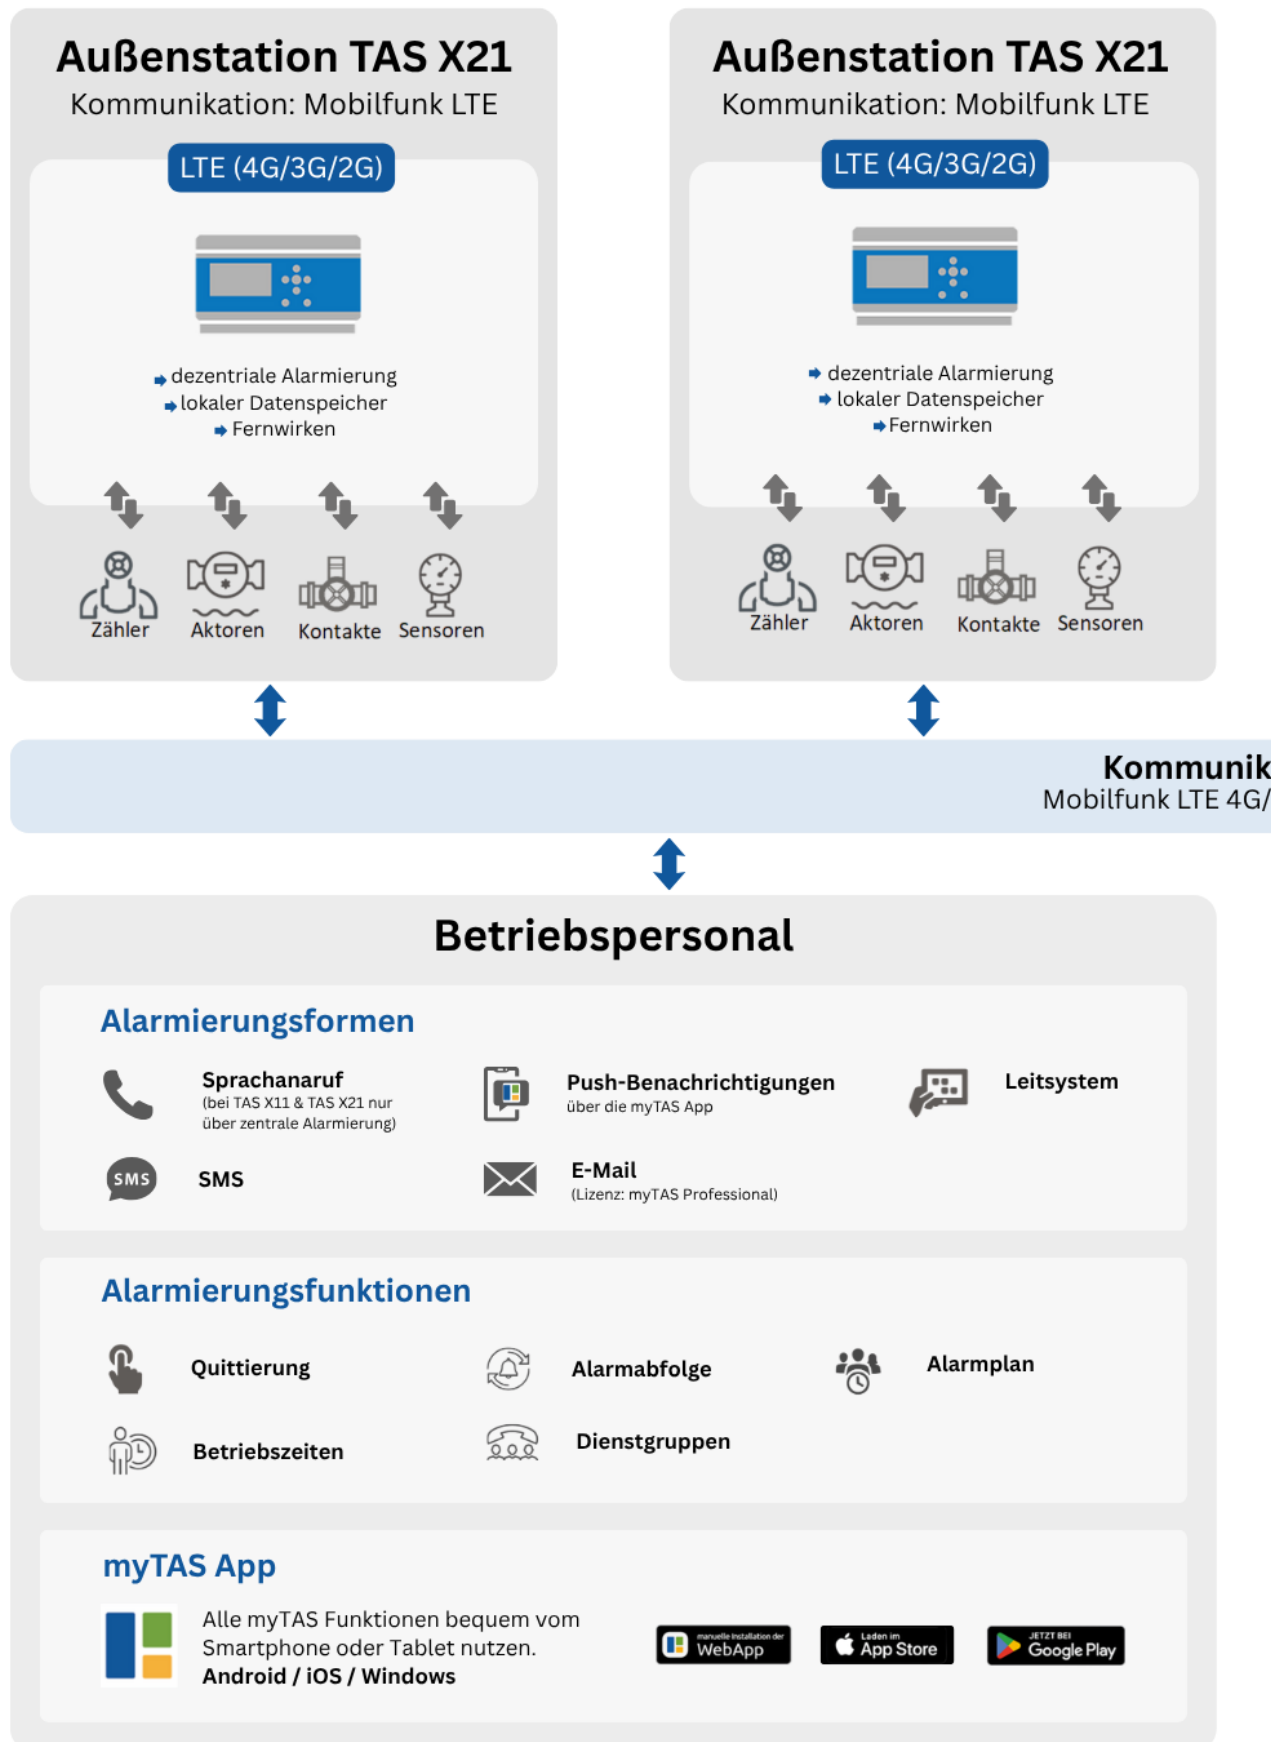 Außenstation TAS X21
Kommunikation: Mobilfunk LTE
LTE (4G/3G/2G)
dezentriale Alarmierung
lokaler Datenspeicher
Fernwirken
Zähler Aktoren Kontakte Sensoren
Außenstation TAS X21
Kommunikation: Mobilfunk LTE
LTE (4G/3G/2G)
dezentriale Alarmierung
lokaler Datenspeicher
Fernwirken
Zähler Aktoren Kontakte Sensoren
Kommunik
Mobilfunk LTE 4G/
Betriebspersonal
Alarmierungsformen
Sprachanaruf
(bei TAS X11 & TAS X21 nur
über zentrale Alarmierung)
Push-Benachrichtigungen
über die myTAS App
Leitsystem
SMS
SMS
E-Mail
(Lizenz: myTAS Professional)
Alarmierungsfunktionen
Quittierung
Alarmabfolge
Alarmplan
Betriebszeiten
Dienstgruppen
myTAS App
Alle myTAS Funktionen bequem vom
Smartphone oder Tablet nutzen.
Android / iOS / Windows
manuelle Installation der
WebApp
Laden im
App Store
JETZT BEI
Google Play